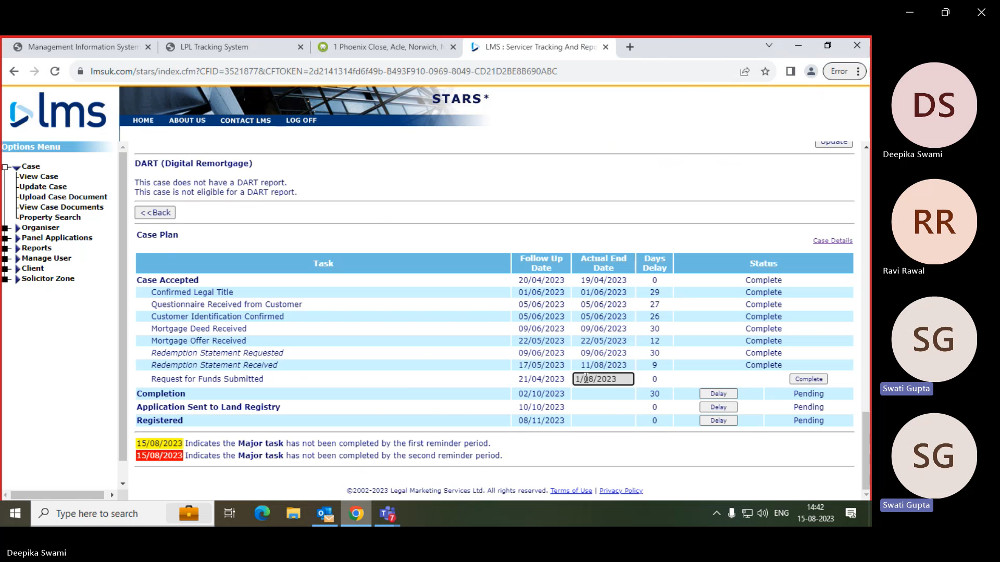 Management Information System
LPL Tracking System
1 Phoenix Close, Acle, Norwich, N
LMS : Servicer Tracking And Repo
lmsuk.com/stars/index.cfm?CFID=3521877&CFTOKEN=2d2141314fd6f49b-B493F910-0969-8049-CD21D2BE8B690ABC
Error
lms
STARS*
HOME ABOUT US CONTACT LMS LOG OFF
Options Menu
Case
View Case
Update Case
Upload Case Document
View Case Documents
Property Search
Organiser
Panel Applications
Reports
Manage User
Client
Solicitor Zone
Update
DART (Digital Remortgage)
This case does not have a DART report.
This case is not eligible for a DART report.
<<Back
Case Plan
Case Details
Task Follow Up Date Actual End Date Days Delay Status
Case Accepted 20/04/2023 19/04/2023 0 Complete
Confirmed Legal Title 01/06/2023 01/06/2023 29 Complete
Questionnaire Received from Customer 05/06/2023 05/06/2023 27 Complete
Customer Identification Confirmed 05/06/2023 05/06/2023 26 Complete
Mortgage Deed Received 09/06/2023 09/06/2023 30 Complete
Mortgage Offer Received 22/05/2023 22/05/2023 12 Complete
Redemption Statement Requested 09/06/2023 09/06/2023 30 Complete
Redemption Statement Received 17/05/2023 11/08/2023 9 Complete
Request for Funds Submitted 21/04/2023 1/08/2023 0 Complete
Completion 02/10/2023 30 Delay Pending
Application Sent to Land Registry 10/10/2023 0 Delay Pending
Registered 08/11/2023 0 Delay Pending
15/08/2023 Indicates the Major task has not been completed by the first reminder period.
15/08/2023 Indicates the Major task has not been completed by the second reminder period.
©2002-2023 Legal Marketing Services Ltd. All rights reserved. Terms of Use | Privacy Policy
Type here to search
7
ENG
14:42
15-08-2023
DS
Deepika Swami
RR
Ravi Rawal
SG
Swati Gupta
SG
Swati Gupta
Deepika Swami